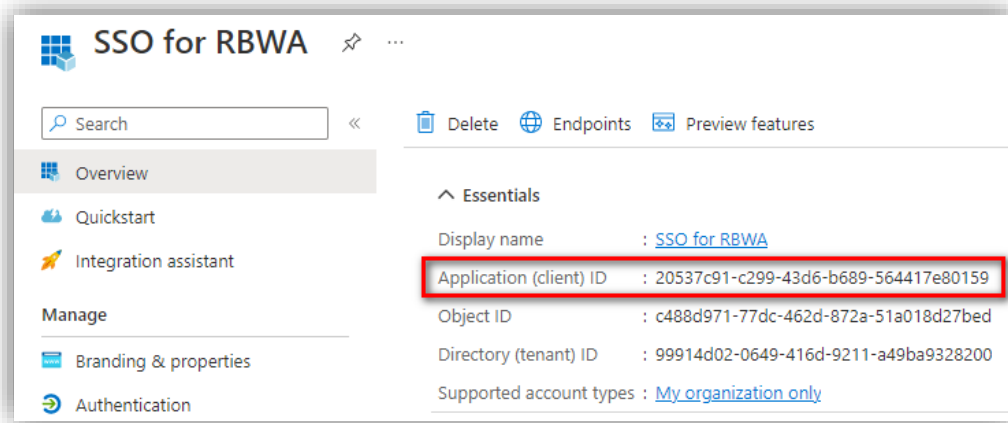 SSO for RBWA
Search
Overview
Quickstart
Integration assistant
Manage
Branding & properties
Authentication
Delete Endpoints Preview features
Essentials
Display name : SSO for RBWA
Application (client) ID : 20537c91-c299-43d6-b689-564417e80159
Object ID : c488d971-77dc-462d-872a-51a018d27bed
Directory (tenant) ID : 99914d02-0649-416d-9211-a49ba9328200
Supported account types : My organization only